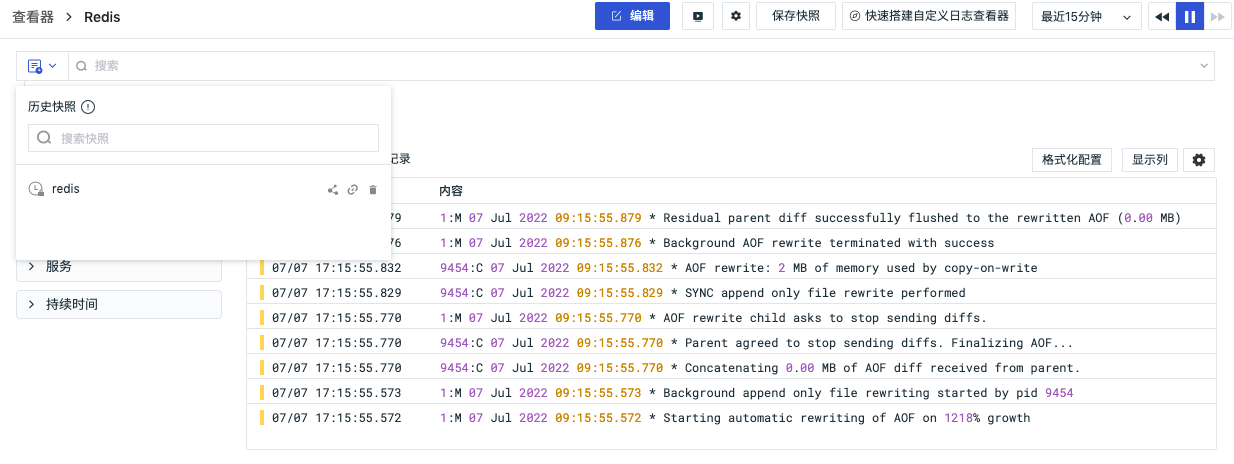 查看器 > Redis
编辑
保存快照
快速搭建自定义日志查看器
最近15分钟
搜索
历史快照
搜索快照
redis
记录
格式化配置
显示列
内容
79 1:M 07 Jul 2022 09:15:55.879 * Residual parent diff successfully flushed to the rewritten AOF (0.00 MB)
76 1:M 07 Jul 2022 09:15:55.876 * Background AOF rewrite terminated with success
07/07 17:15:55.832 9454:C 07 Jul 2022 09:15:55.832 * AOF rewrite: 2 MB of memory used by copy-on-write
07/07 17:15:55.829 9454:C 07 Jul 2022 09:15:55.829 * SYNC append only file rewrite performed
07/07 17:15:55.770 1:M 07 Jul 2022 09:15:55.770 * AOF rewrite child asks to stop sending diffs.
07/07 17:15:55.770 9454:C 07 Jul 2022 09:15:55.770 * Parent agreed to stop sending diffs. Finalizing AOF...
07/07 17:15:55.770 9454:C 07 Jul 2022 09:15:55.770 * Concatenating 0.00 MB of AOF diff received from parent.
07/07 17:15:55.573 1:M 07 Jul 2022 09:15:55.573 * Background append only file rewriting started by pid 9454
07/07 17:15:55.572 1:M 07 Jul 2022 09:15:55.572 * Starting automatic rewriting of AOF on 1218% growth
服务
持续时间